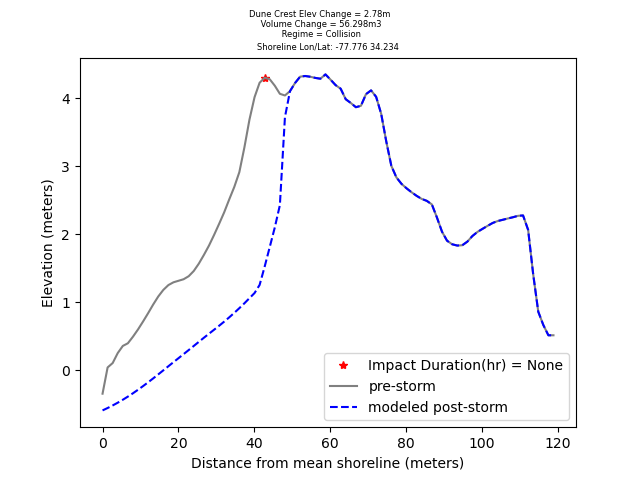 Dune Crest Elev Change = 2.78m
Volume Change = 56.298m3
Regime = Collision
Shoreline Lon/Lat: -77.776 34.234
4
3
2
1
0
Elevation (meters)
Impact Duration(hr) = None
pre-storm
modeled post-storm
0 20 40 60 80 100 120
Distance from mean shoreline (meters)